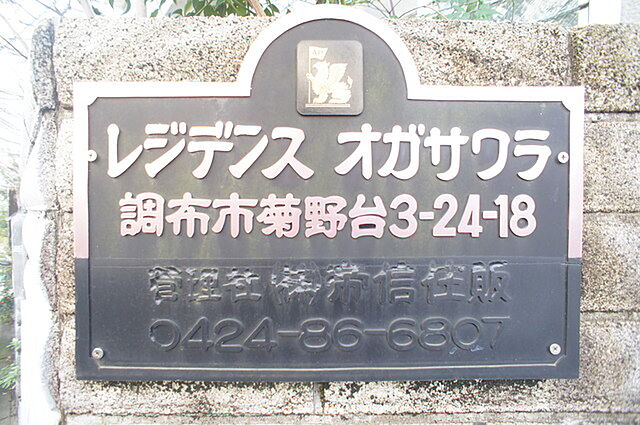 レジデンス オガサワラ
調布市菊野台3-24-18
管理社 ㈱ 信住販
0424-86-6807